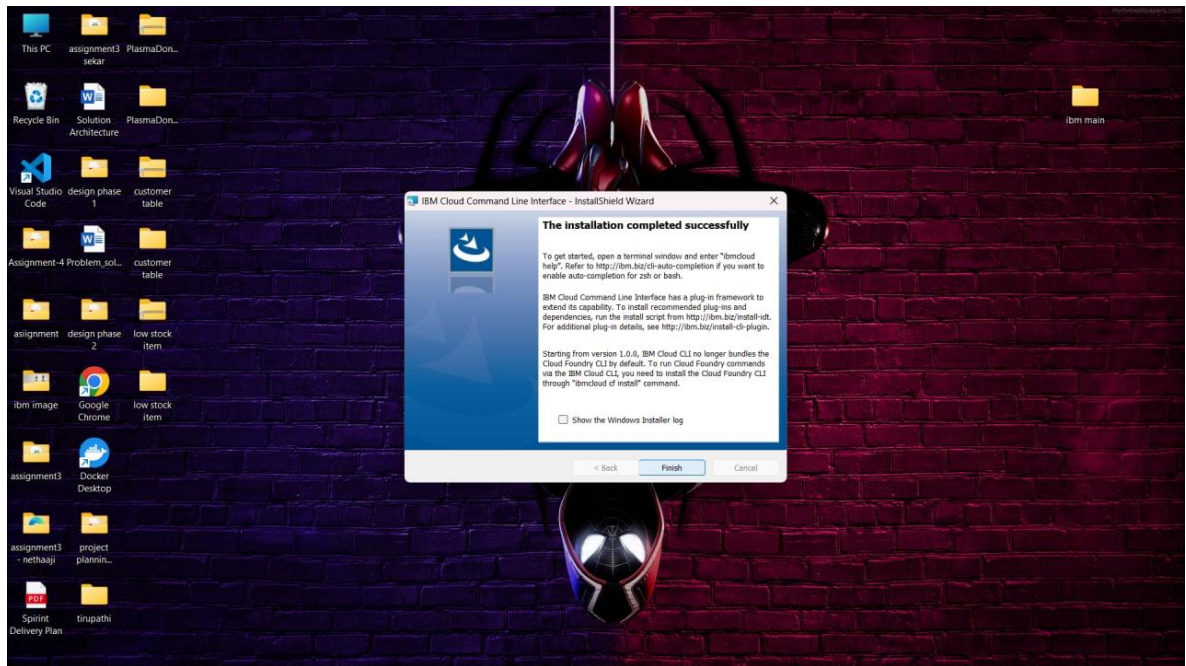 mylivewallpapers.com
This PC
assignment3
sekar
PlasmaDon...
Recycle Bin
Solution
Architecture
PlasmaDon...
Visual Studio
Code
design phase
1
customer
table
Assignment-4
Problem_sol...
customer
table
asiignment
design phase
2
low stock
item
ibm image
Google
Chrome
low stock
item
assignment3
Docker
Desktop
assignment3
- nethaaji
project
plannin...
PDF
Spirint
Delivery Plan
tirupathi
ibm main
IBM Cloud Command Line Interface - InstallShield Wizard
The installation completed successfully
To get started, open a terminal window and enter "ibmcloud
help". Refer to http://ibm.biz/cli-auto-completion if you want to
enable auto-completion for zsh or bash.
IBM Cloud Command Line Interface has a plug-in framework to
extend its capability. To install recommended plug-ins and
dependencies, run the install script from http://ibm.biz/install-idt.
For additional plug-in details, see http://ibm.biz/install-cli-plugin.
Starting from version 1.0.0, IBM Cloud CLI no longer bundles the
Cloud Foundry CLI by default. To run Cloud Foundry commands
via the IBM Cloud CLI, you need to install the Cloud Foundry CLI
through "ibmcloud cf install" command.
Show the Windows Installer log
< Back
Finish
Cancel